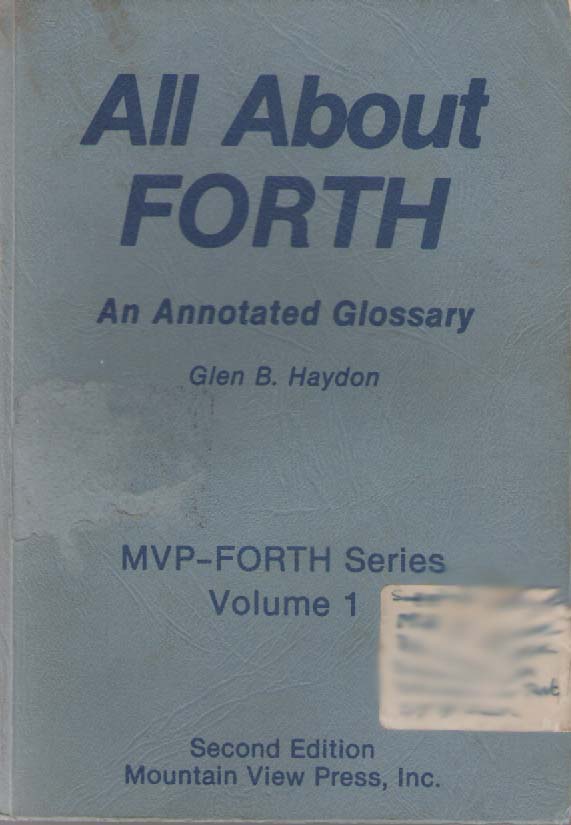 All About
FORTH
An Annotated Glossary
Glen B. Haydon
MVP-FORTH Series
Volume 1
Second Edition
Mountain View Press, Inc.